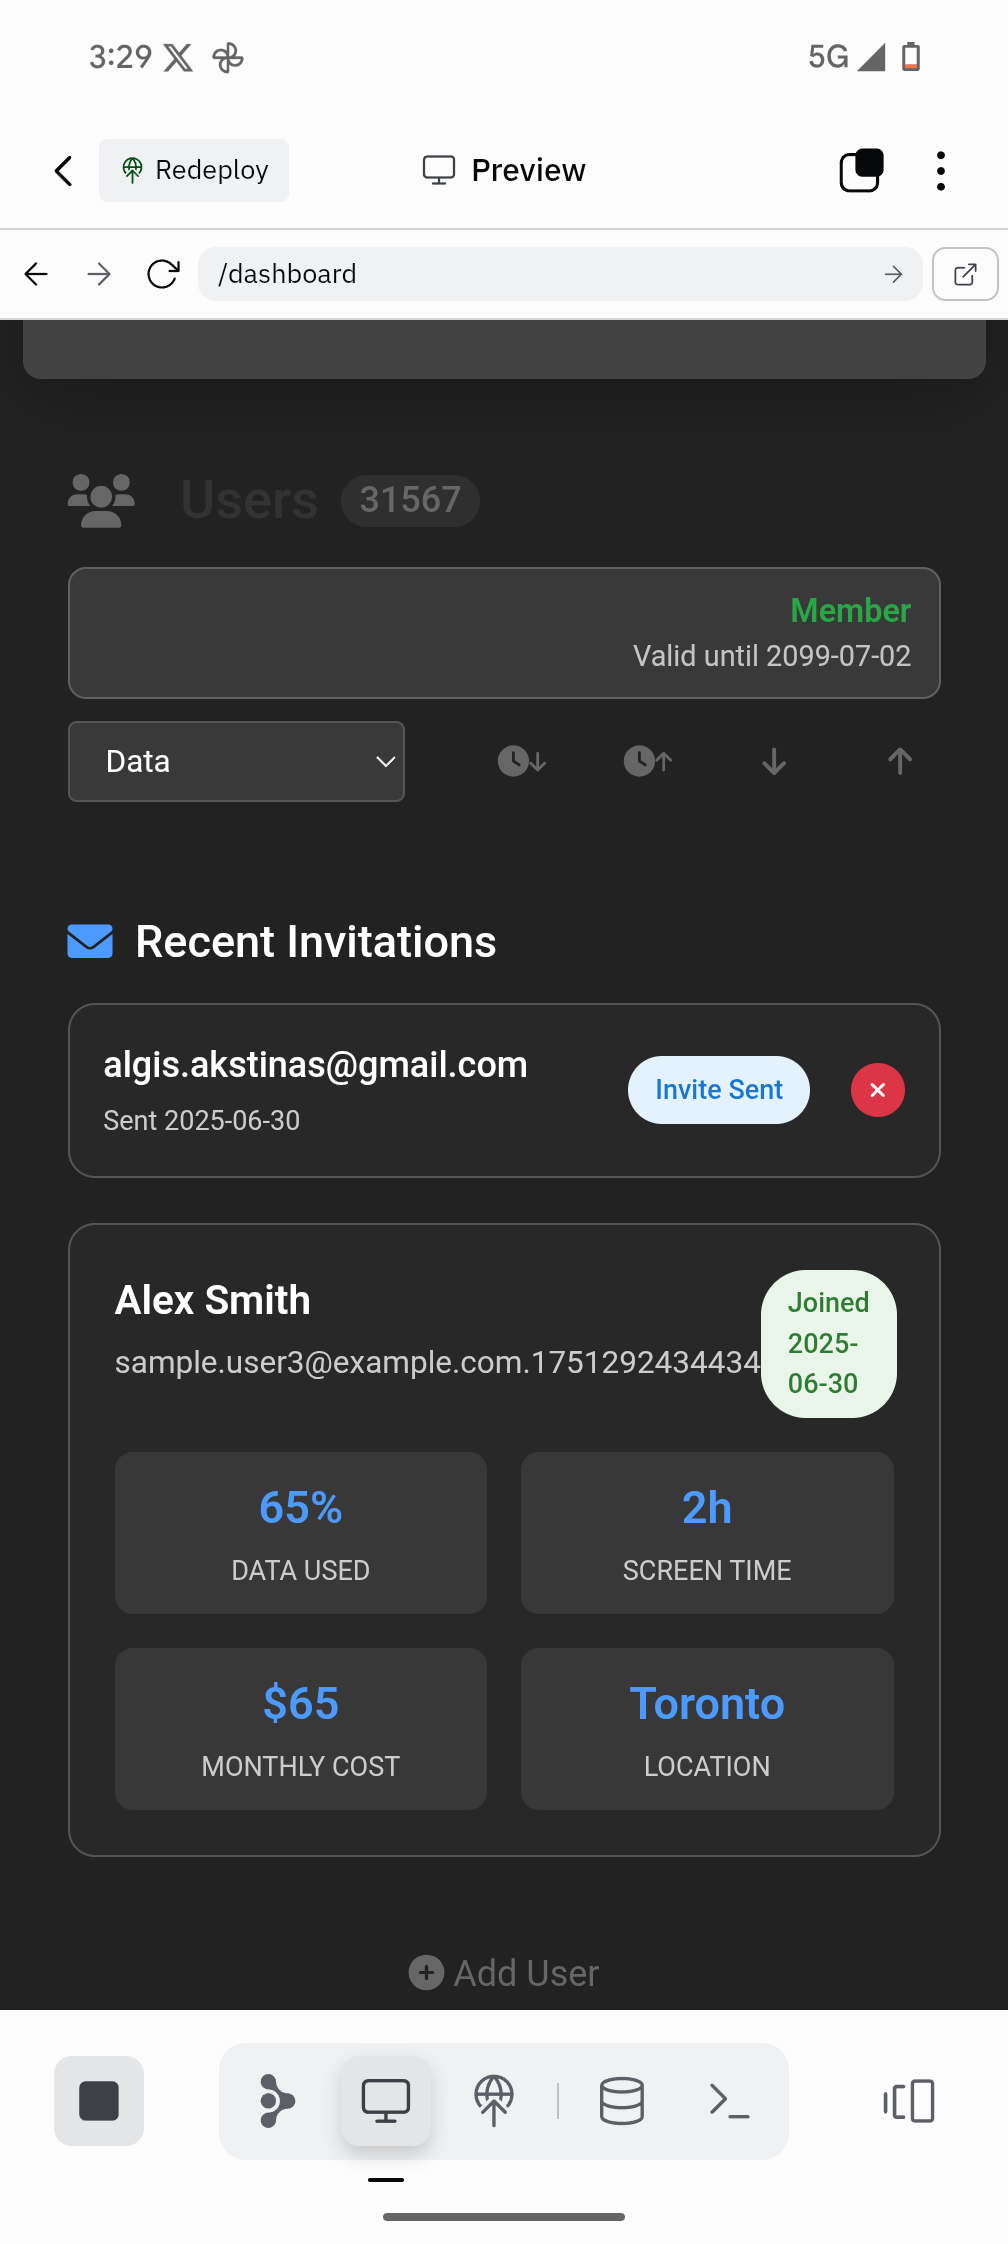 3:29
5G
Redeploy
Preview
/dashboard
Users 31567
Member
Valid until 2099-07-02
Data
Recent Invitations
algis.akstinas@gmail.com
Sent 2025-06-30
Invite Sent
Alex Smith
sample.user3@example.com.1751292434434
Joined
2025-
06-30
65%
DATA USED
2h
SCREEN TIME
$65
MONTHLY COST
Toronto
LOCATION
Add User